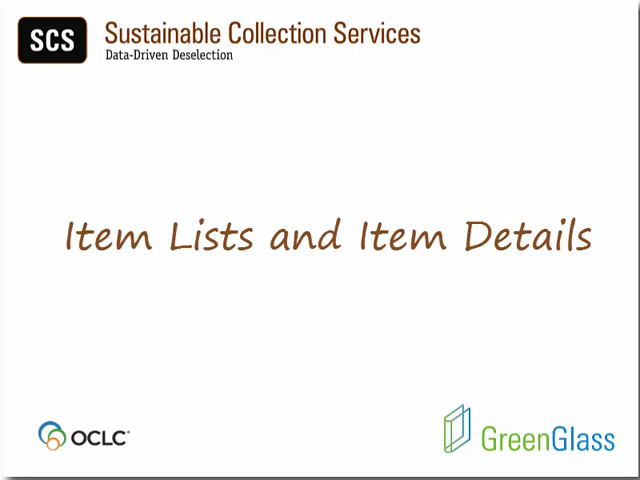 SCS
Sustainable Collection Services
Data-Driven Deselection
Item Lists and Item Details
OCLC
GreenGlass